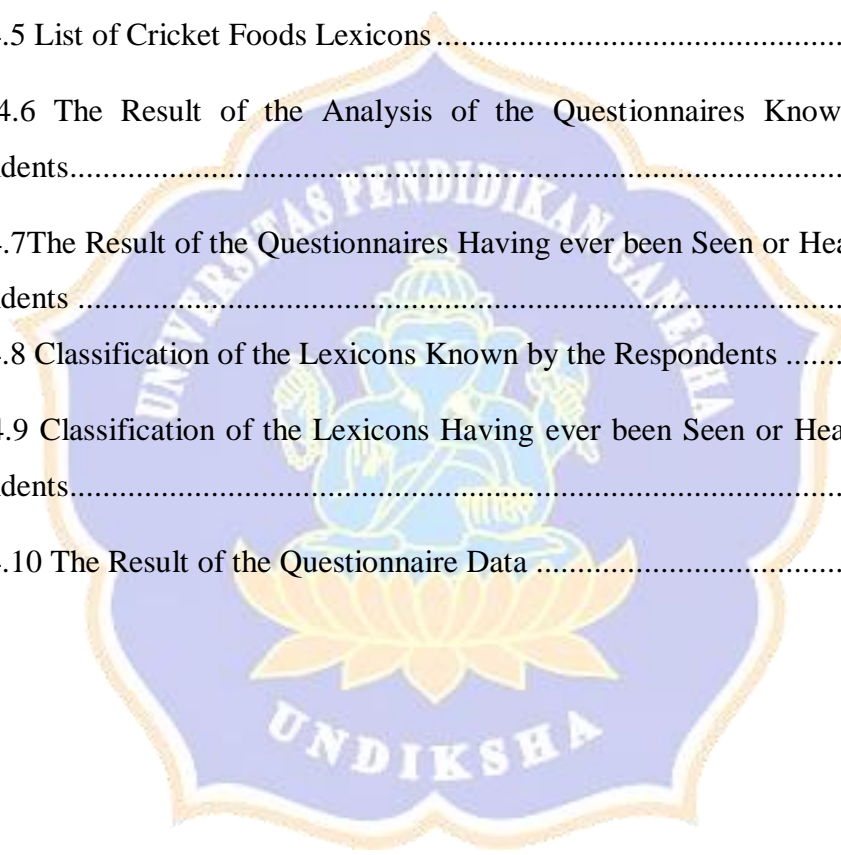 .5 List of Cricket Foods Lexicons ..................................................
4.6 The Result of the Analysis of the Questionnaires Know
dents..................................................................................................
.7The Result of the Questionnaires Having ever been Seen or Hea
dents ..................................................................................................
.8 Classification of the Lexicons Known by the Respondents .......
4.9 Classification of the Lexicons Having ever been Seen or Hea
dents..................................................................................................
.10 The Result of the Questionnaire Data ......................................
UNIVERSITAS PENDIDIKAN GANESHA
UNDIKSHA